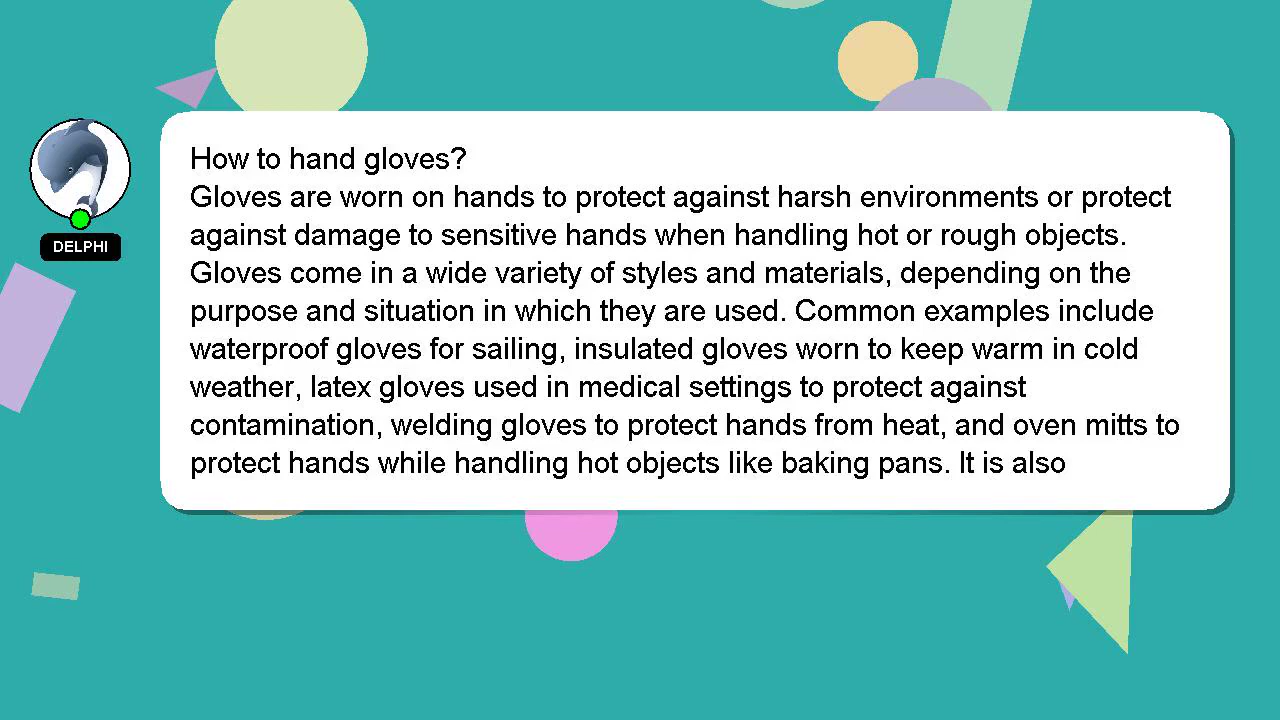 DELPHI
How to hand gloves?
Gloves are worn on hands to protect against harsh environments or protect
against damage to sensitive hands when handling hot or rough objects.
Gloves come in a wide variety of styles and materials, depending on the
purpose and situation in which they are used. Common examples include
waterproof gloves for sailing, insulated gloves worn to keep warm in cold
weather, latex gloves used in medical settings to protect against
contamination, welding gloves to protect hands from heat, and oven mitts to
protect hands while handling hot objects like baking pans. It is also